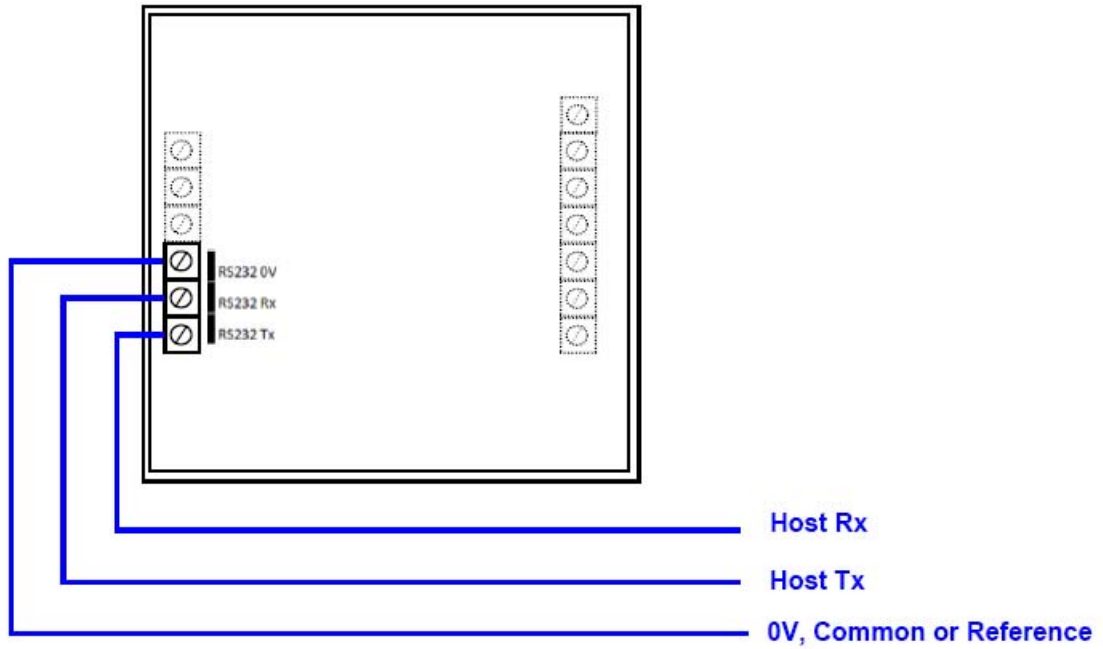 RS232 0V
RS232 Rx
RS232 Tx
Host Rx
Host Tx
0V, Common or Reference